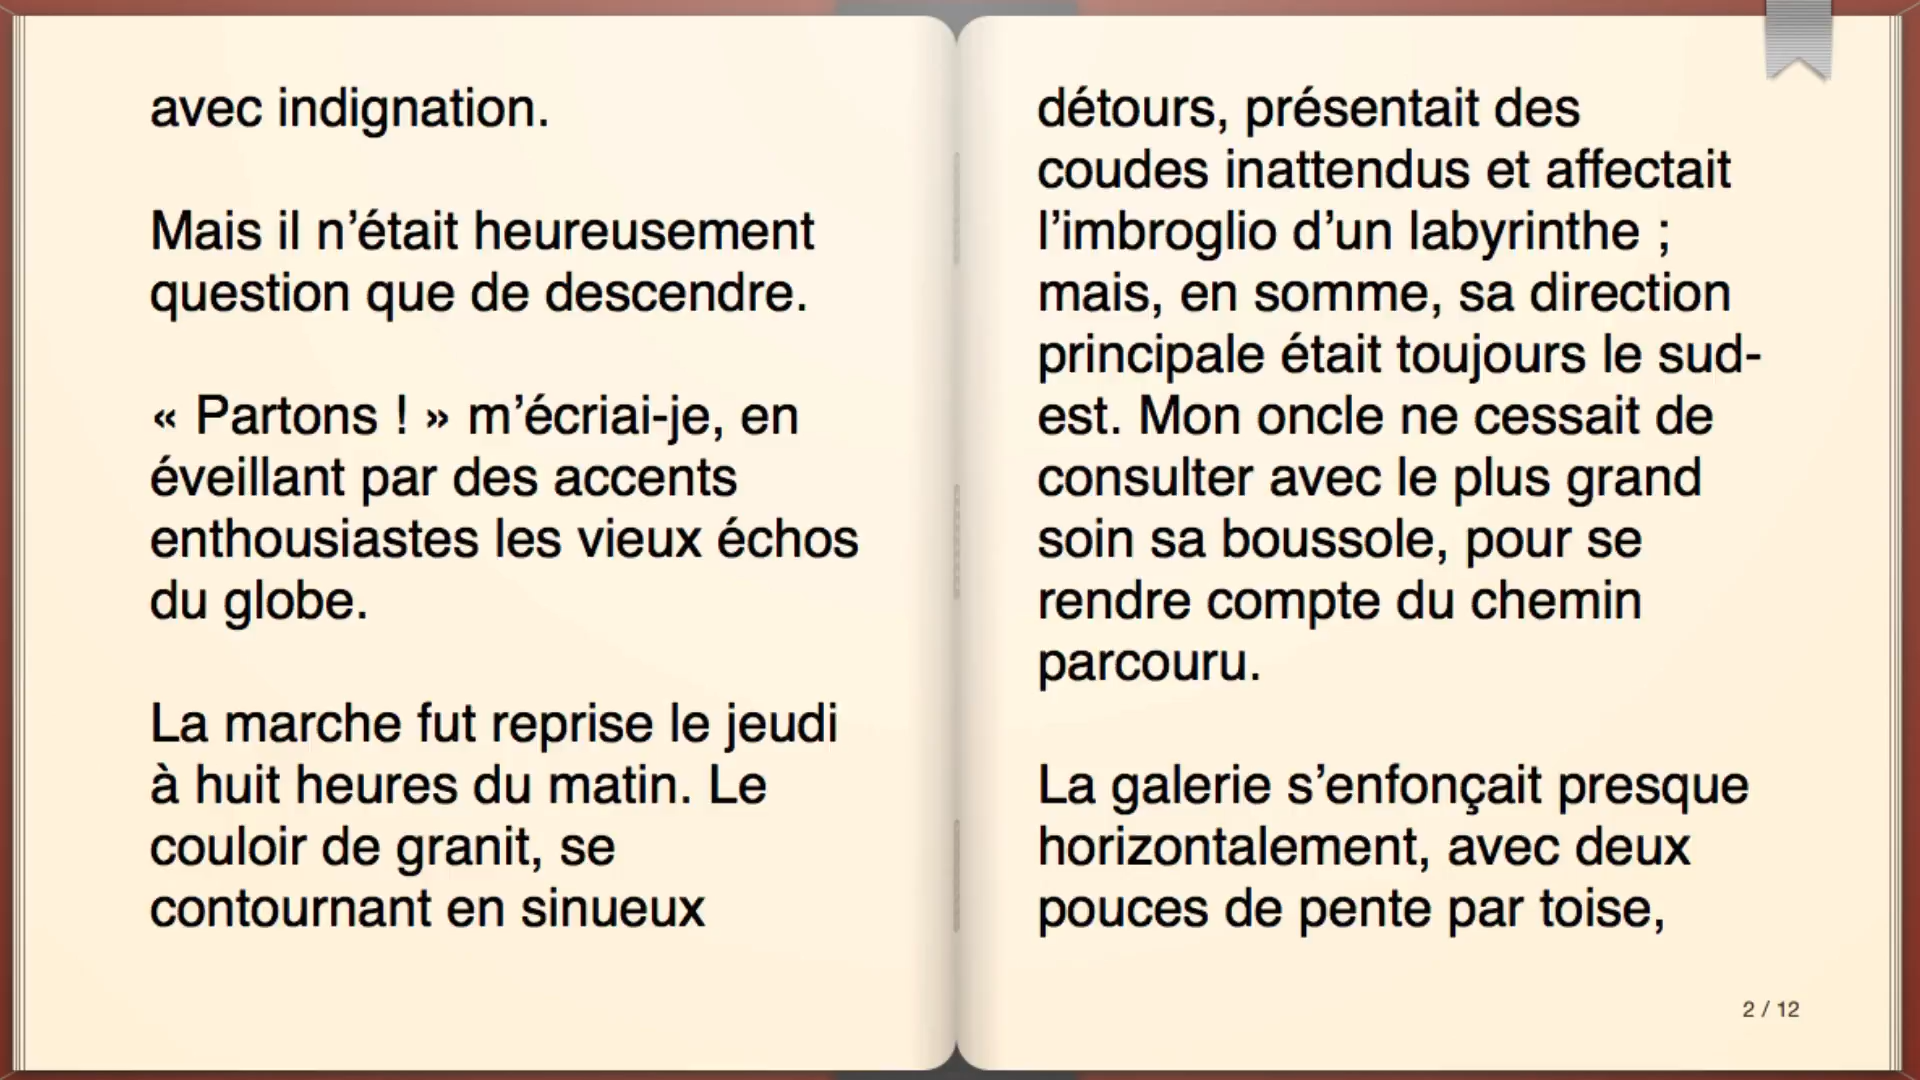 avec indignation.
Mais il n’était heureusement
question que de descendre.
« Partons ! » m’écriai-je, en
éveillant par des accents
enthousiastes les vieux échos
du globe.
La marche fut reprise le jeudi
à huit heures du matin. Le
couloir de granit, se
contournant en sinueux
détours, présentait des
coudes inattendus et affectait
l’imbroglio d’un labyrinthe ;
mais, en somme, sa direction
principale était toujours le sud-
est. Mon oncle ne cessait de
consulter avec le plus grand
soin sa boussole, pour se
rendre compte du chemin
parcouru.
La galerie s’enfonçait presque
horizontalement, avec deux
pouces de pente par toise,
2 / 12